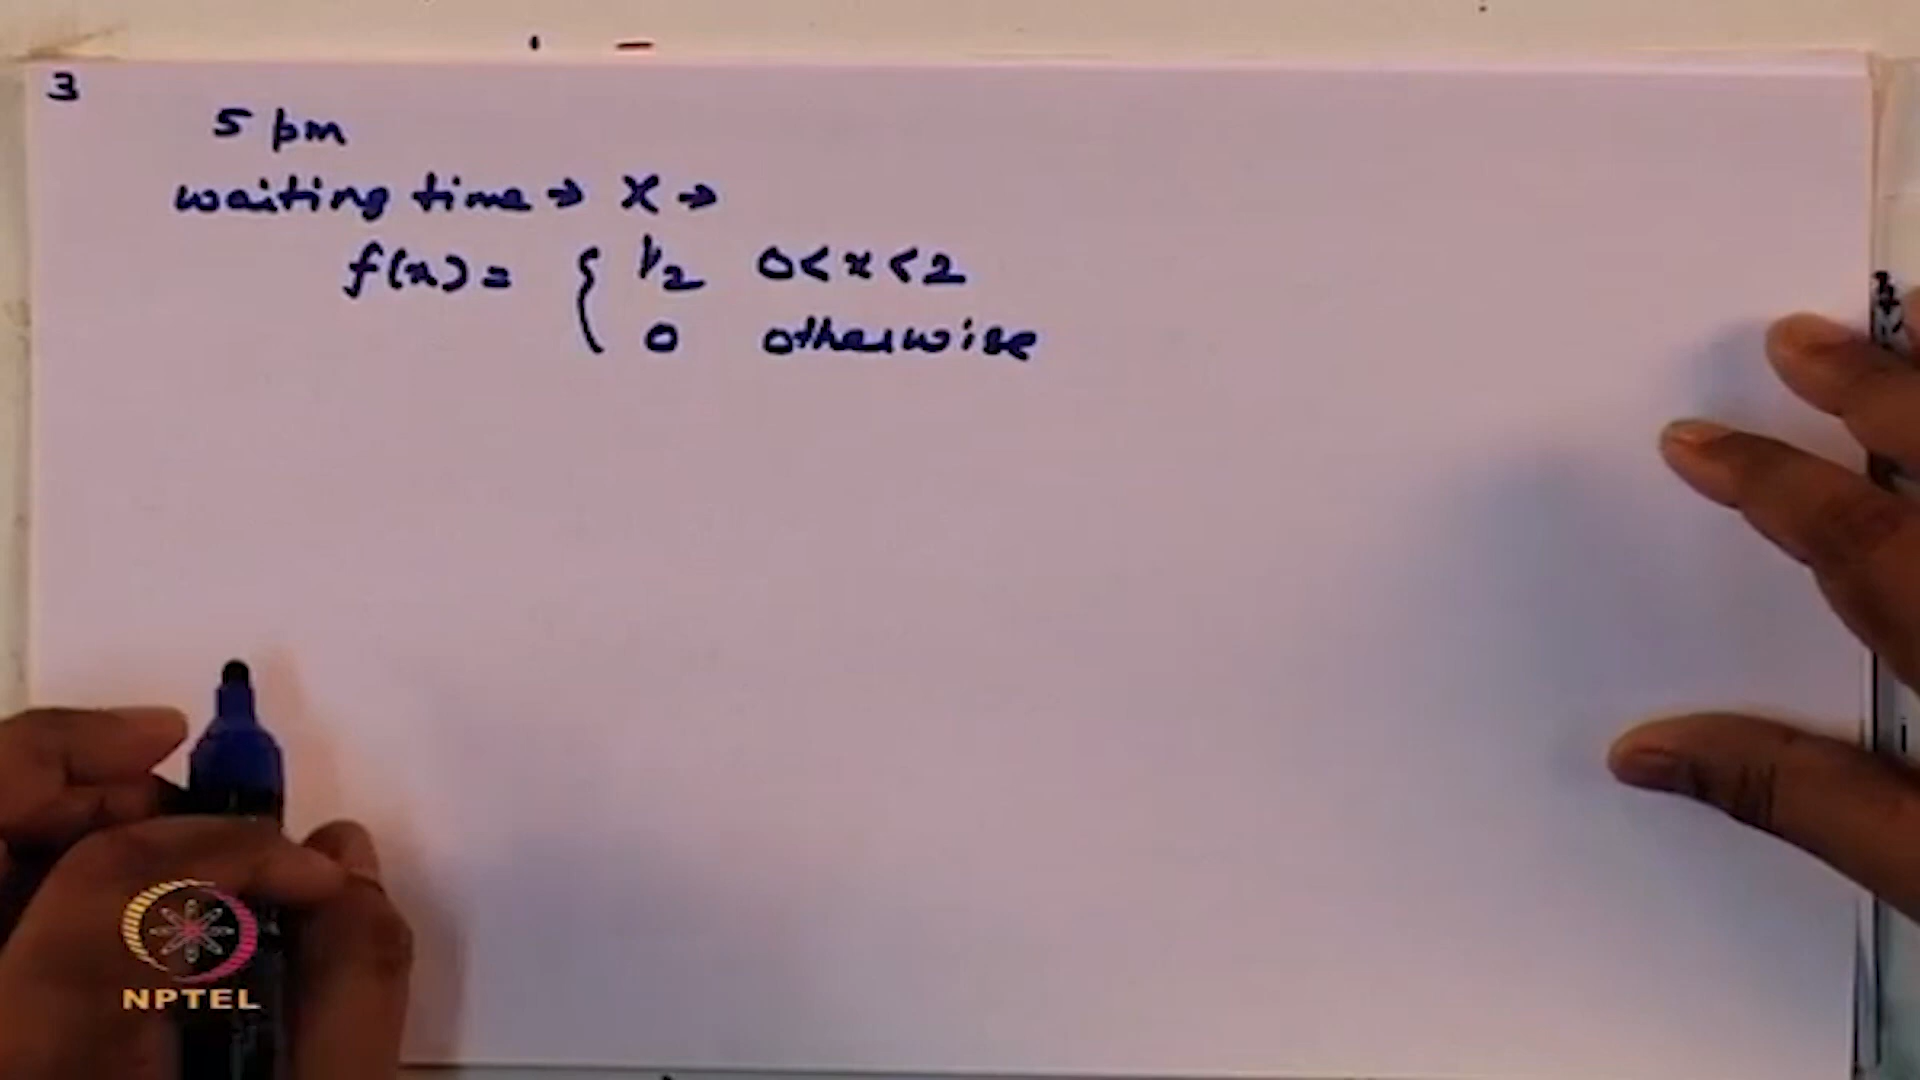 3
5 pm
waiting time → X →
f(x) = { 1/2 0<x<2
0 otherwise
NPTEL